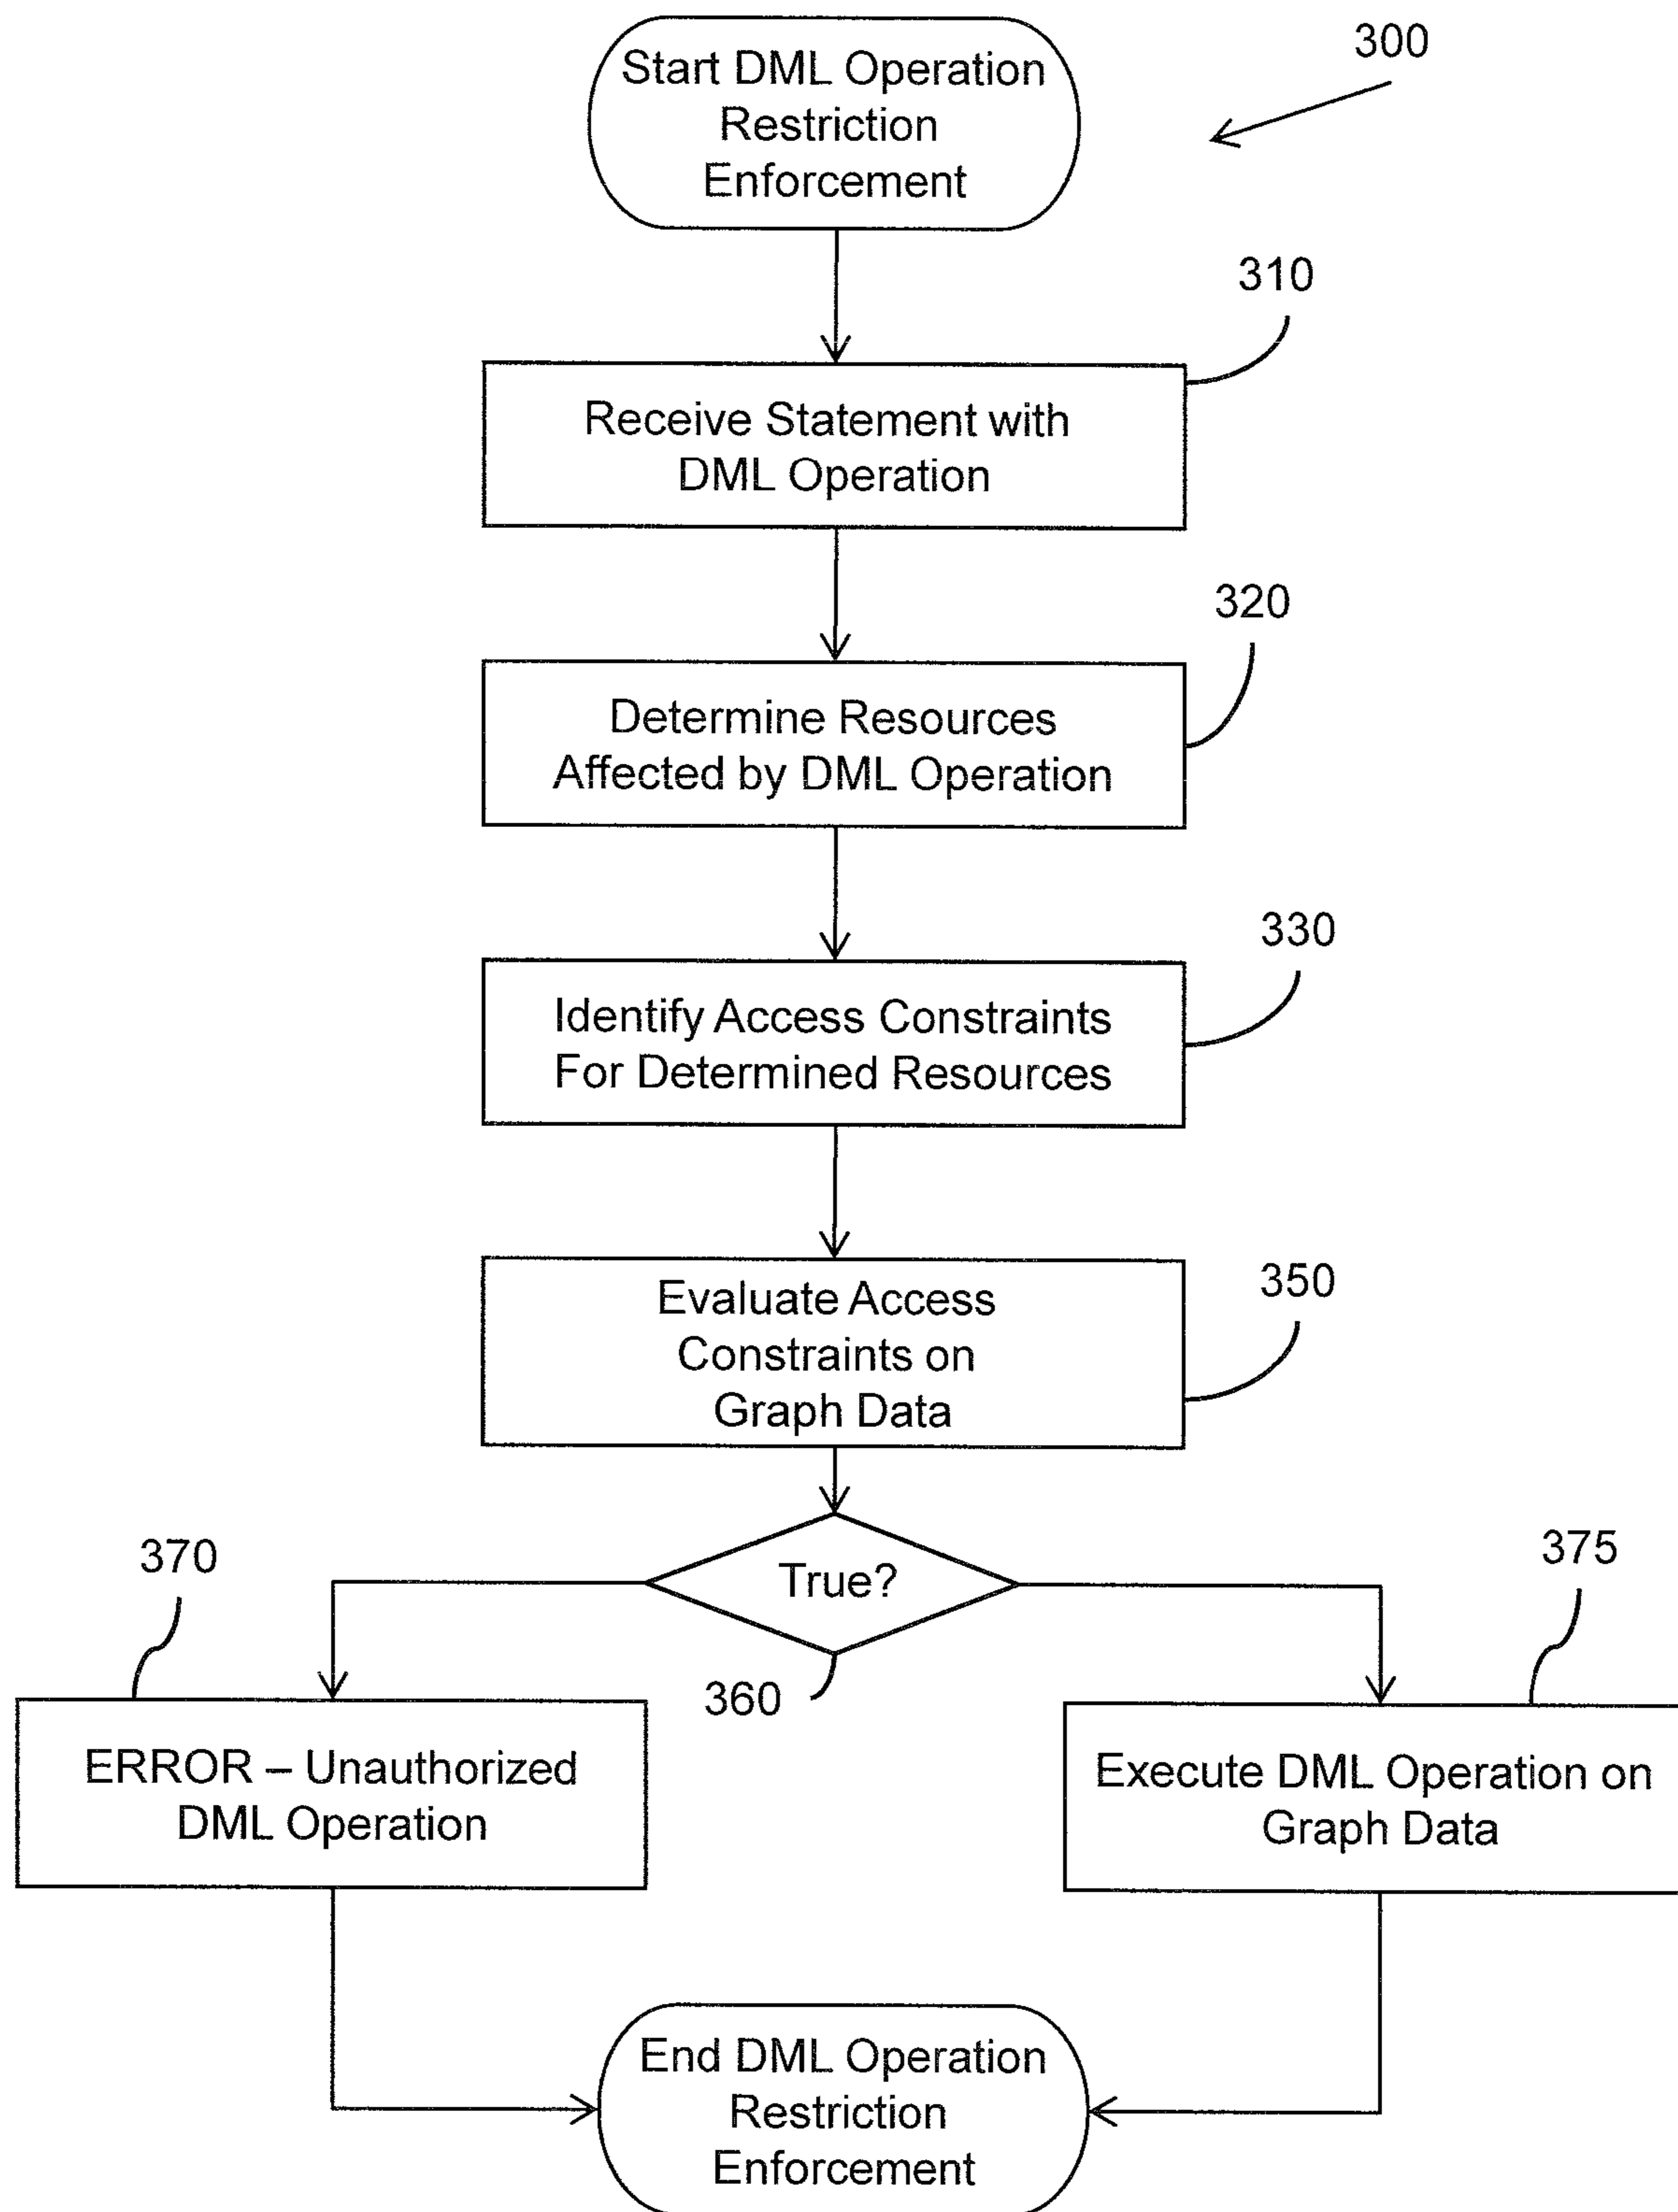 Start DML Operation
Restriction
Enforcement
300
310
Receive Statement with
DML Operation
320
Determine Resources
Affected by DML Operation
330
Identify Access Constraints
For Determined Resources
350
Evaluate Access
Constraints on
Graph Data
True?
360
370
ERROR – Unauthorized
DML Operation
375
Execute DML Operation on
Graph Data
End DML Operation
Restriction
Enforcement